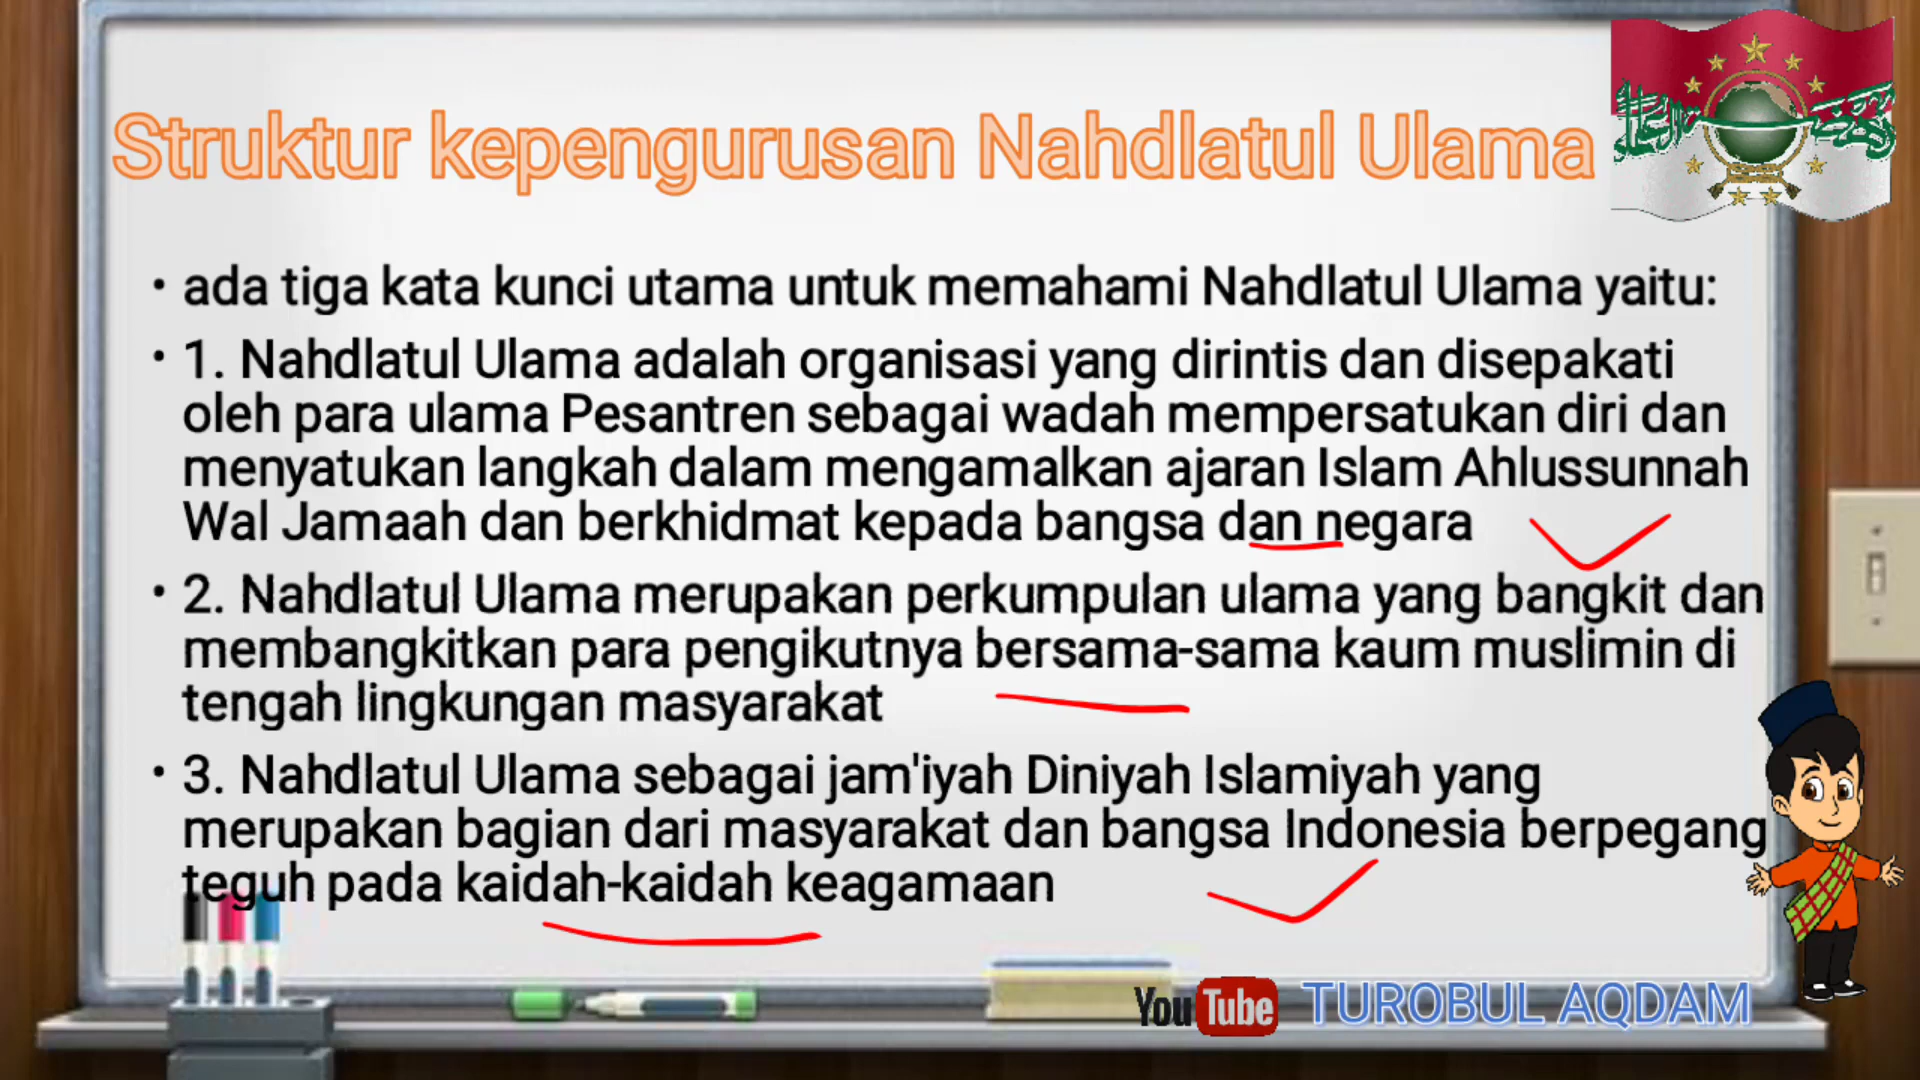 Struktur kepengurusan Nahdlatul Ulama
• ada tiga kata kunci utama untuk memahami Nahdlatul Ulama yaitu:
• 1. Nahdlatul Ulama adalah organisasi yang dirintis dan disepakati
oleh para ulama Pesantren sebagai wadah mempersatukan diri dan
menyatukan langkah dalam mengamalkan ajaran Islam Ahlussunnah
Wal Jamaah dan berkhidmat kepada bangsa dan negara
• 2. Nahdlatul Ulama merupakan perkumpulan ulama yang bangkit dan
membangkitkan para pengikutnya bersama-sama kaum muslimin di
tengah lingkungan masyarakat
• 3. Nahdlatul Ulama sebagai jam'iyah Diniyah Islamiyah yang
merupakan bagian dari masyarakat dan bangsa Indonesia berpegang
teguh pada kaidah-kaidah keagamaan
YouTube TUROBUL AQDAM